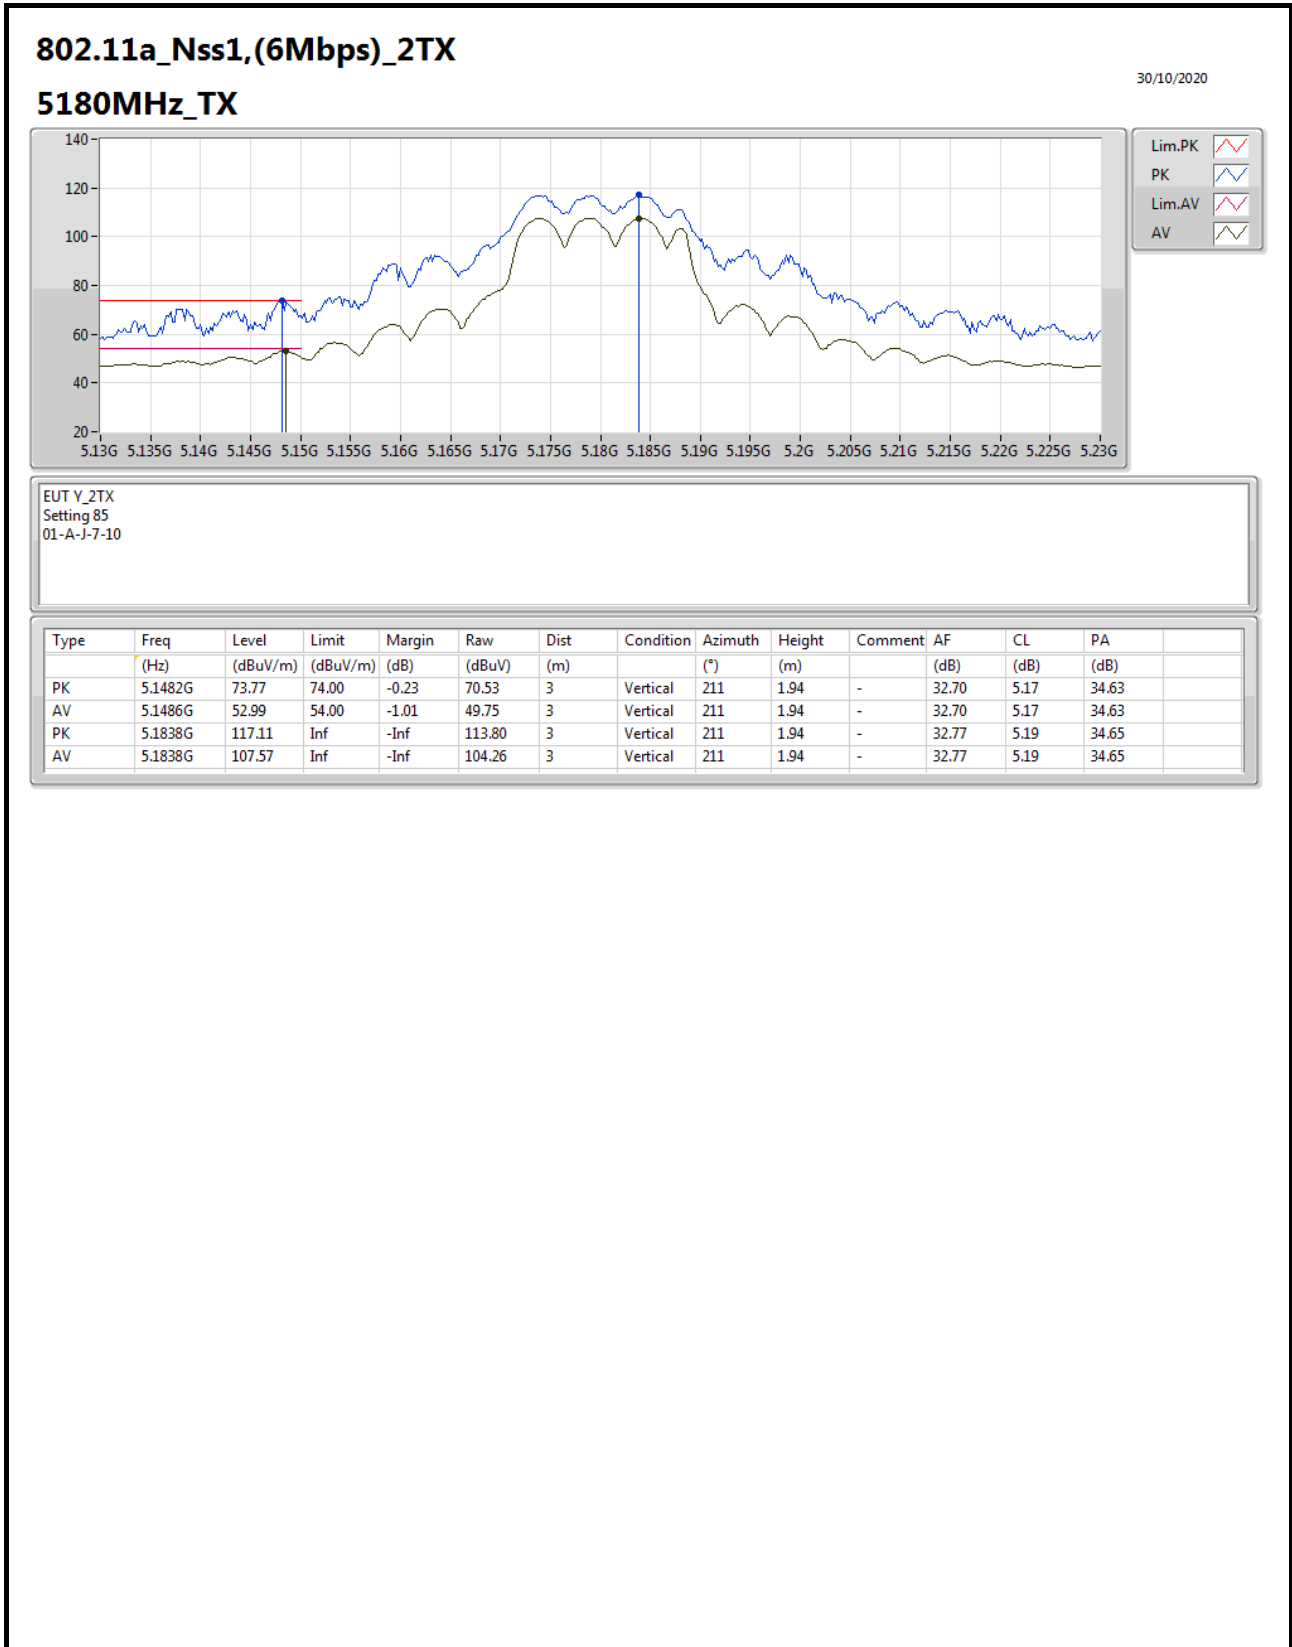 802.11a_Nss1,(6Mbps)_2TX
30/10/2020
5180MHz_TX
140
120
100
80
60
40
20
5.13G 5.135G 5.14G 5.145G 5.15G 5.155G 5.16G 5.165G 5.17G 5.175G 5.18G 5.185G 5.19G 5.195G 5.2G 5.205G 5.21G 5.215G 5.22G 5.225G 5.23G
Lim.PK
PK
Lim.AV
AV
EUT Y_2TX
Setting 85
01-A-J-7-10
Type Freq Level Limit Margin Raw Dist Condition Azimuth Height Comment AF CL PA
(Hz) (dBuV/m) (dBuV/m) (dB) (dBuV) (m) (°) (m) (dB) (dB) (dB)
PK 5.1482G 73.77 74.00 -0.23 70.53 3 Vertical 211 1.94 - 32.70 5.17 34.63
AV 5.1486G 52.99 54.00 -1.01 49.75 3 Vertical 211 1.94 - 32.70 5.17 34.63
PK 5.1838G 117.11 Inf -Inf 113.80 3 Vertical 211 1.94 - 32.77 5.19 34.65
AV 5.1838G 107.57 Inf -Inf 104.26 3 Vertical 211 1.94 - 32.77 5.19 34.65